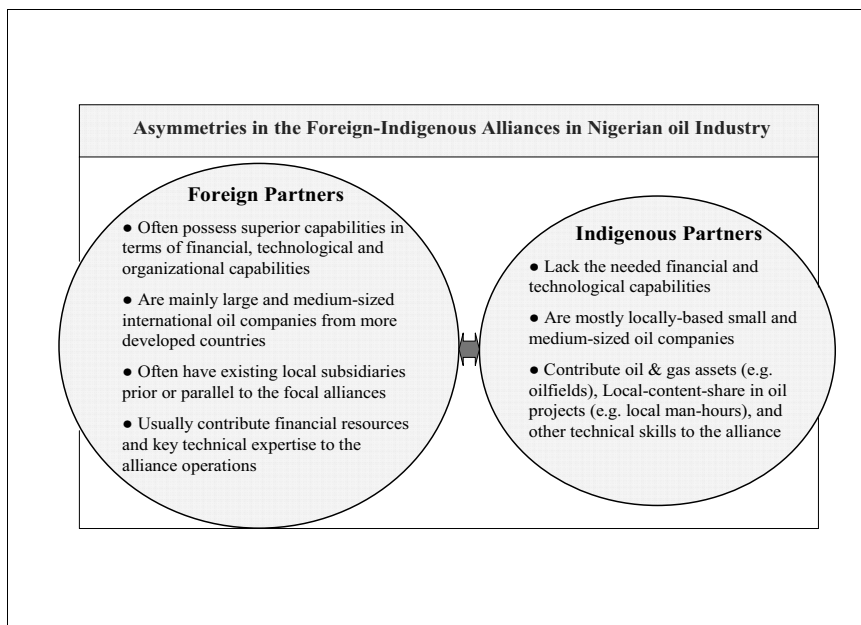 Asymmetries in the Foreign-Indigenous Alliances in Nigerian oil Industry
Foreign Partners
● Often possess superior capabilities in
terms of financial, technological and
organizational capabilities
● Are mainly large and medium-sized
international oil companies from more
developed countries
● Often have existing local subsidiaries
prior or parallel to the focal alliances
● Usually contribute financial resources
and key technical expertise to the
alliance operations
Indigenous Partners
● Lack the needed financial and
technological capabilities
● Are mostly locally-based small and
medium-sized oil companies
● Contribute oil & gas assets (e.g.
oilfields), Local-content-share in oil
projects (e.g. local man-hours), and
other technical skills to the alliance